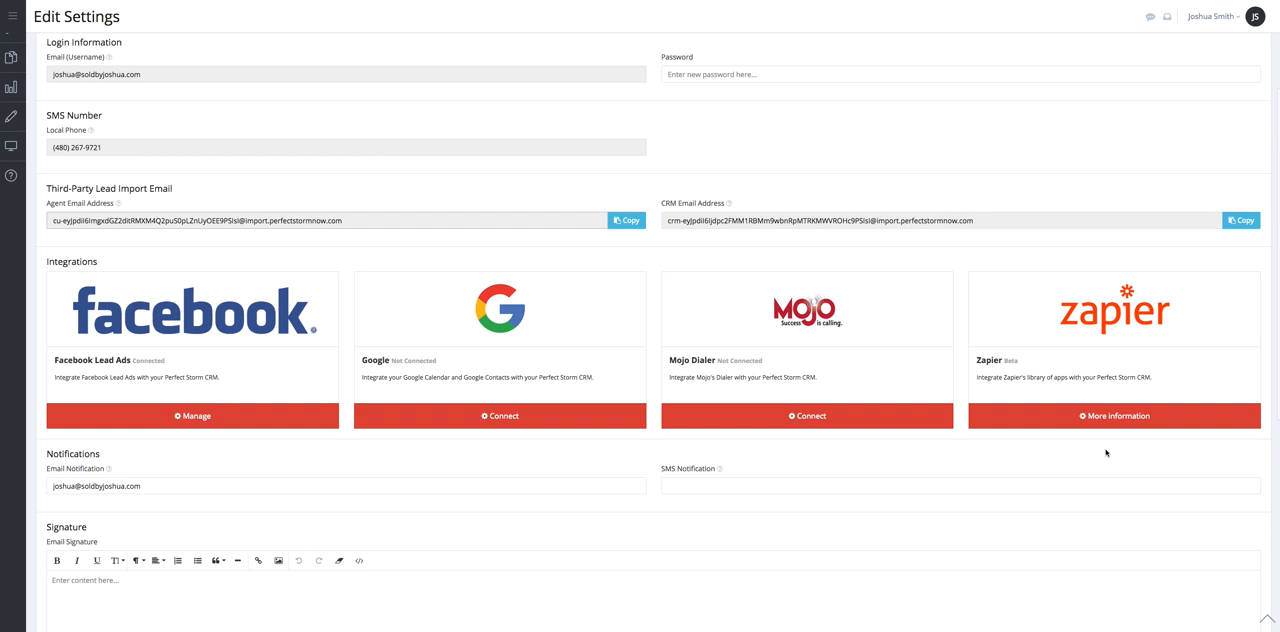 Edit Settings
Joshua Smith
JS
Login Information
Email (Username)
Password
joshua@soldbyjoshua.com
Enter new password here...
SMS Number
Local Phone
(480) 267-9721
Third-Party Lead Import Email
Agent Email Address
CRM Email Address
Copy
Copy
Integrations
facebook
G
MOJO
Success is calling.
zapier
Facebook Lead Ads Connected
Google Not Connected
Mojo Dialer Not Connected
Zapier Beta
Integrate Facebook Lead Ads with your Perfect Storm CRM.
Integrate your Google Calendar and Google Contacts with your Perfect Storm CRM.
Integrate Mojo's Dialer with your Perfect Storm CRM.
Integrate Zapier's library of apps with your Perfect Storm CRM.
Manage
Connect
Connect
More information
Notifications
Email Notification
SMS Notification
joshua@soldbyjoshua.com
Signature
Email Signature
B I U T
Enter content here...